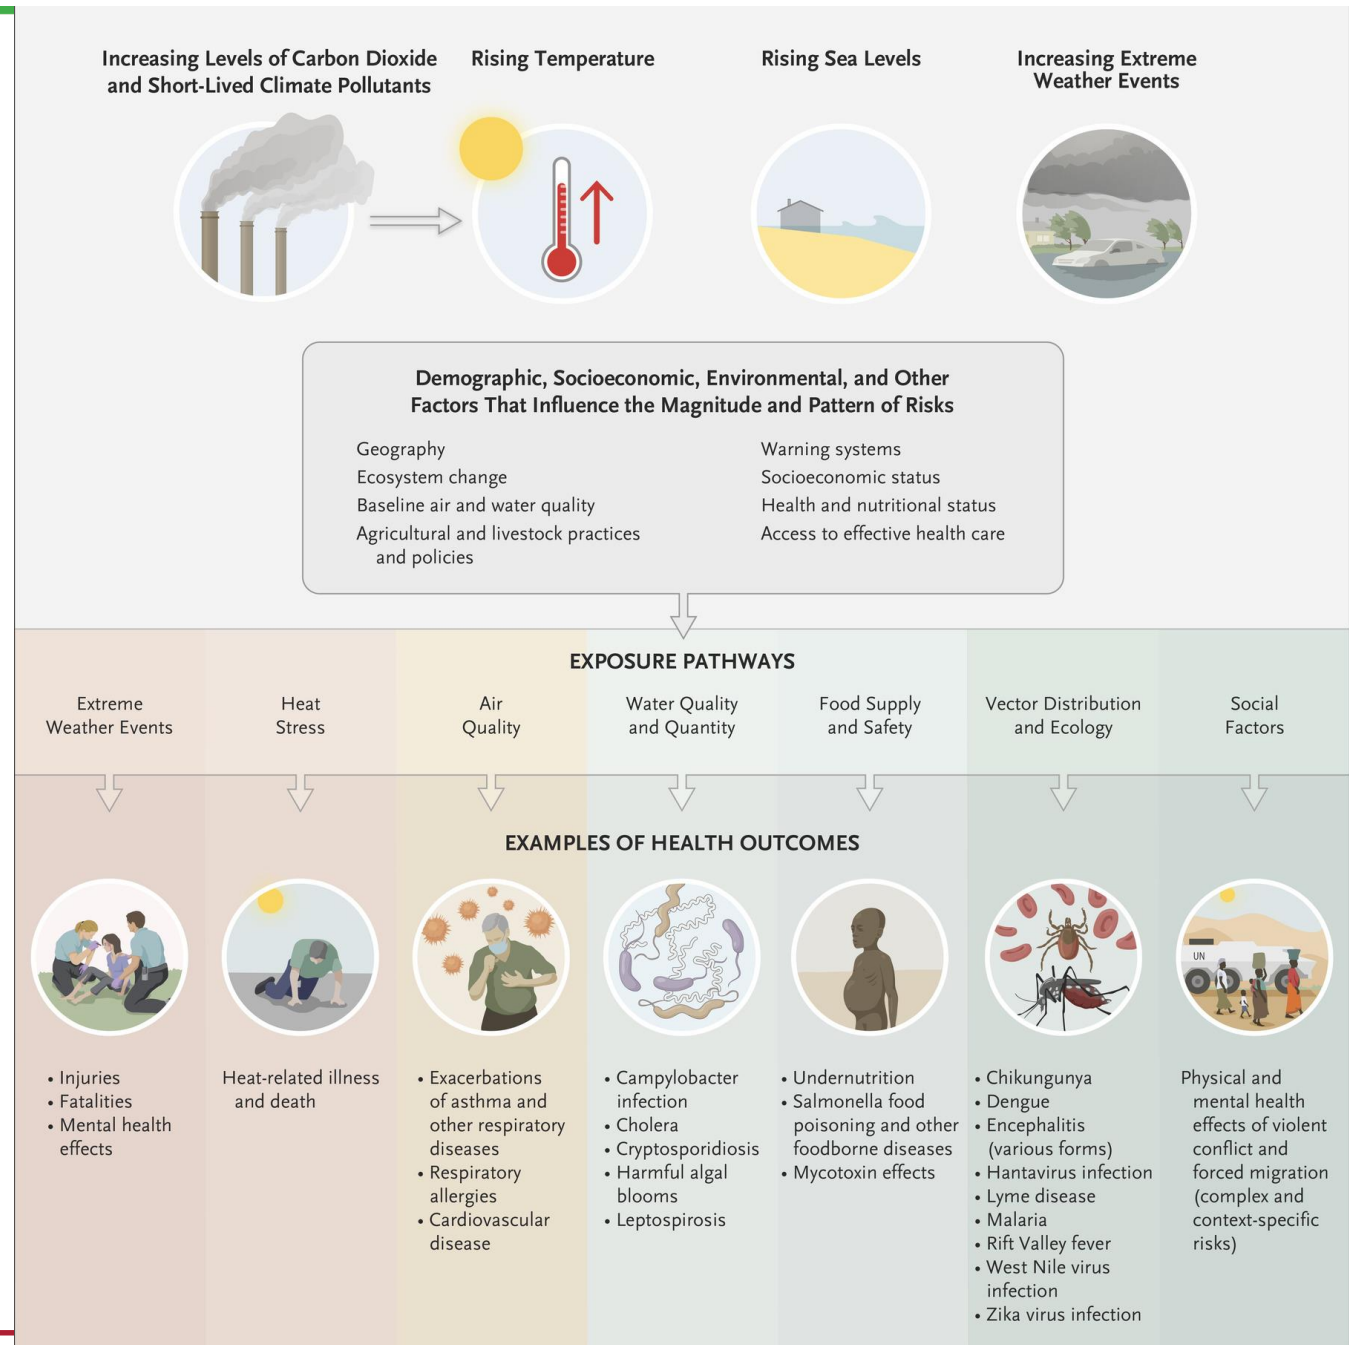 Increasing Levels of Carbon Dioxide
and Short-Lived Climate Pollutants
Rising Temperature
Rising Sea Levels
Increasing Extreme
Weather Events
Demographic, Socioeconomic, Environmental, and Other
Factors That Influence the Magnitude and Pattern of Risks
Geography
Ecosystem change
Baseline air and water quality
Agricultural and livestock practices
and policies
Warning systems
Socioeconomic status
Health and nutritional status
Access to effective health care
EXPOSURE PATHWAYS
Extreme
Weather Events
Heat
Stress
Air
Quality
Water Quality
and Quantity
Food Supply
and Safety
Vector Distribution
and Ecology
Social
Factors
EXAMPLES OF HEALTH OUTCOMES
UN
• Injuries
• Fatalities
• Mental health
effects
Heat-related illness
and death
• Exacerbations
of asthma and
other respiratory
diseases
• Respiratory
allergies
• Cardiovascular
disease
• Campylobacter
infection
• Cholera
• Cryptosporidiosis
• Harmful algal
blooms
• Leptospirosis
• Undernutrition
• Salmonella food
poisoning and other
foodborne diseases
• Mycotoxin effects
• Chikungunya
• Dengue
• Encephalitis
(various forms)
• Hantavirus infection
• Lyme disease
• Malaria
• Rift Valley fever
• West Nile virus
infection
• Zika virus infection
Physical and
mental health
effects of violent
conflict and
forced migration
(complex and
context-specific
risks)